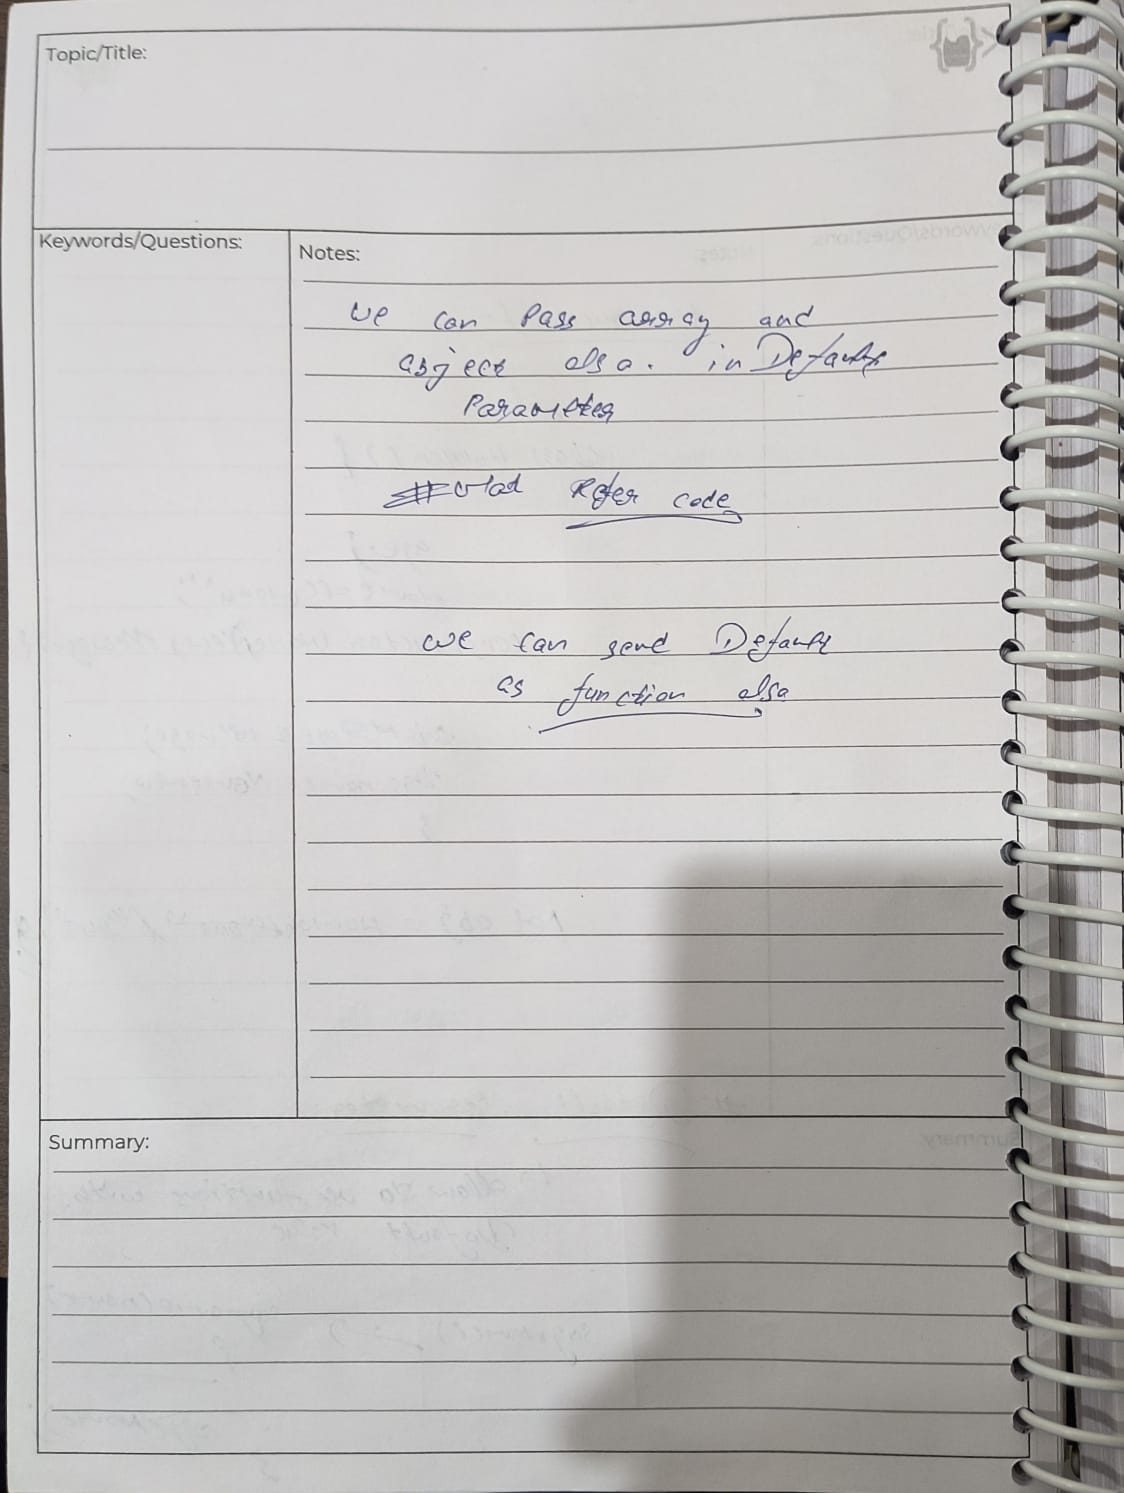 Topic/Title:
Keywords/Questions:
Notes:
we can Pass array and
object also. in Default
Parameter
Refer code
we can send Default
as function also
Summary: